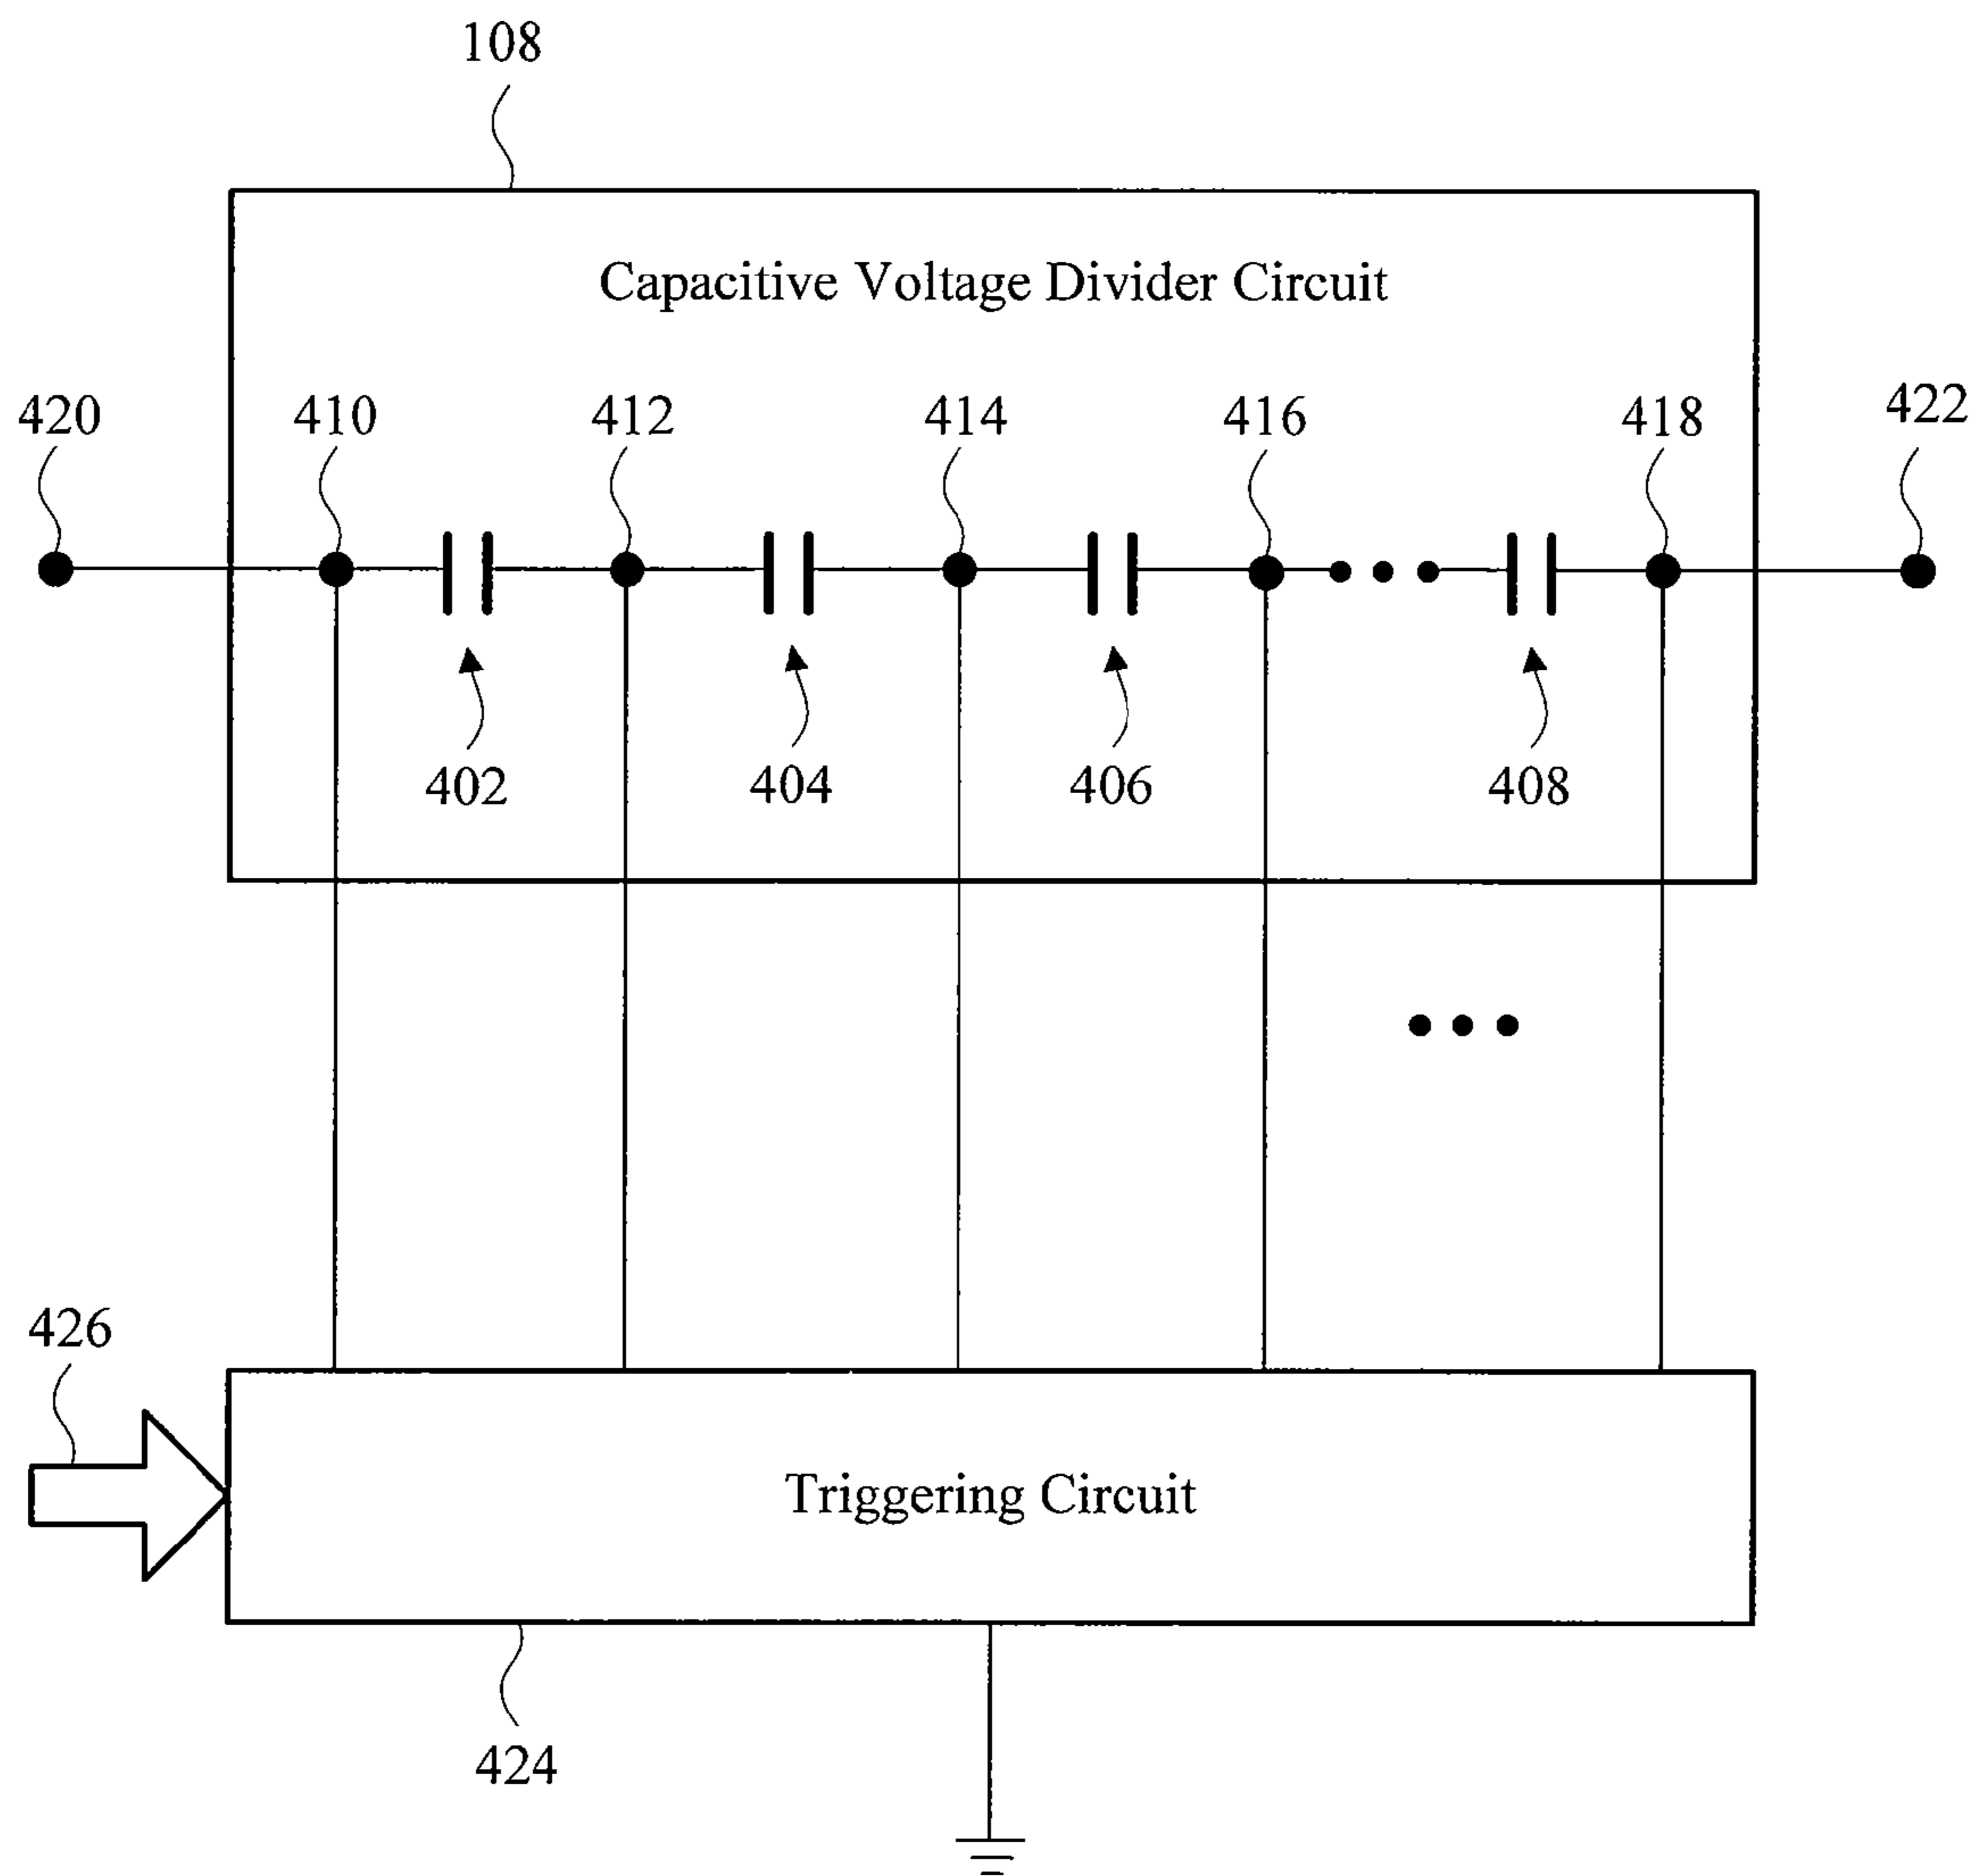 108
Capacitive Voltage Divider Circuit
420 410 412 414 416 418 422
402 404 406 408
426
Triggering Circuit
424